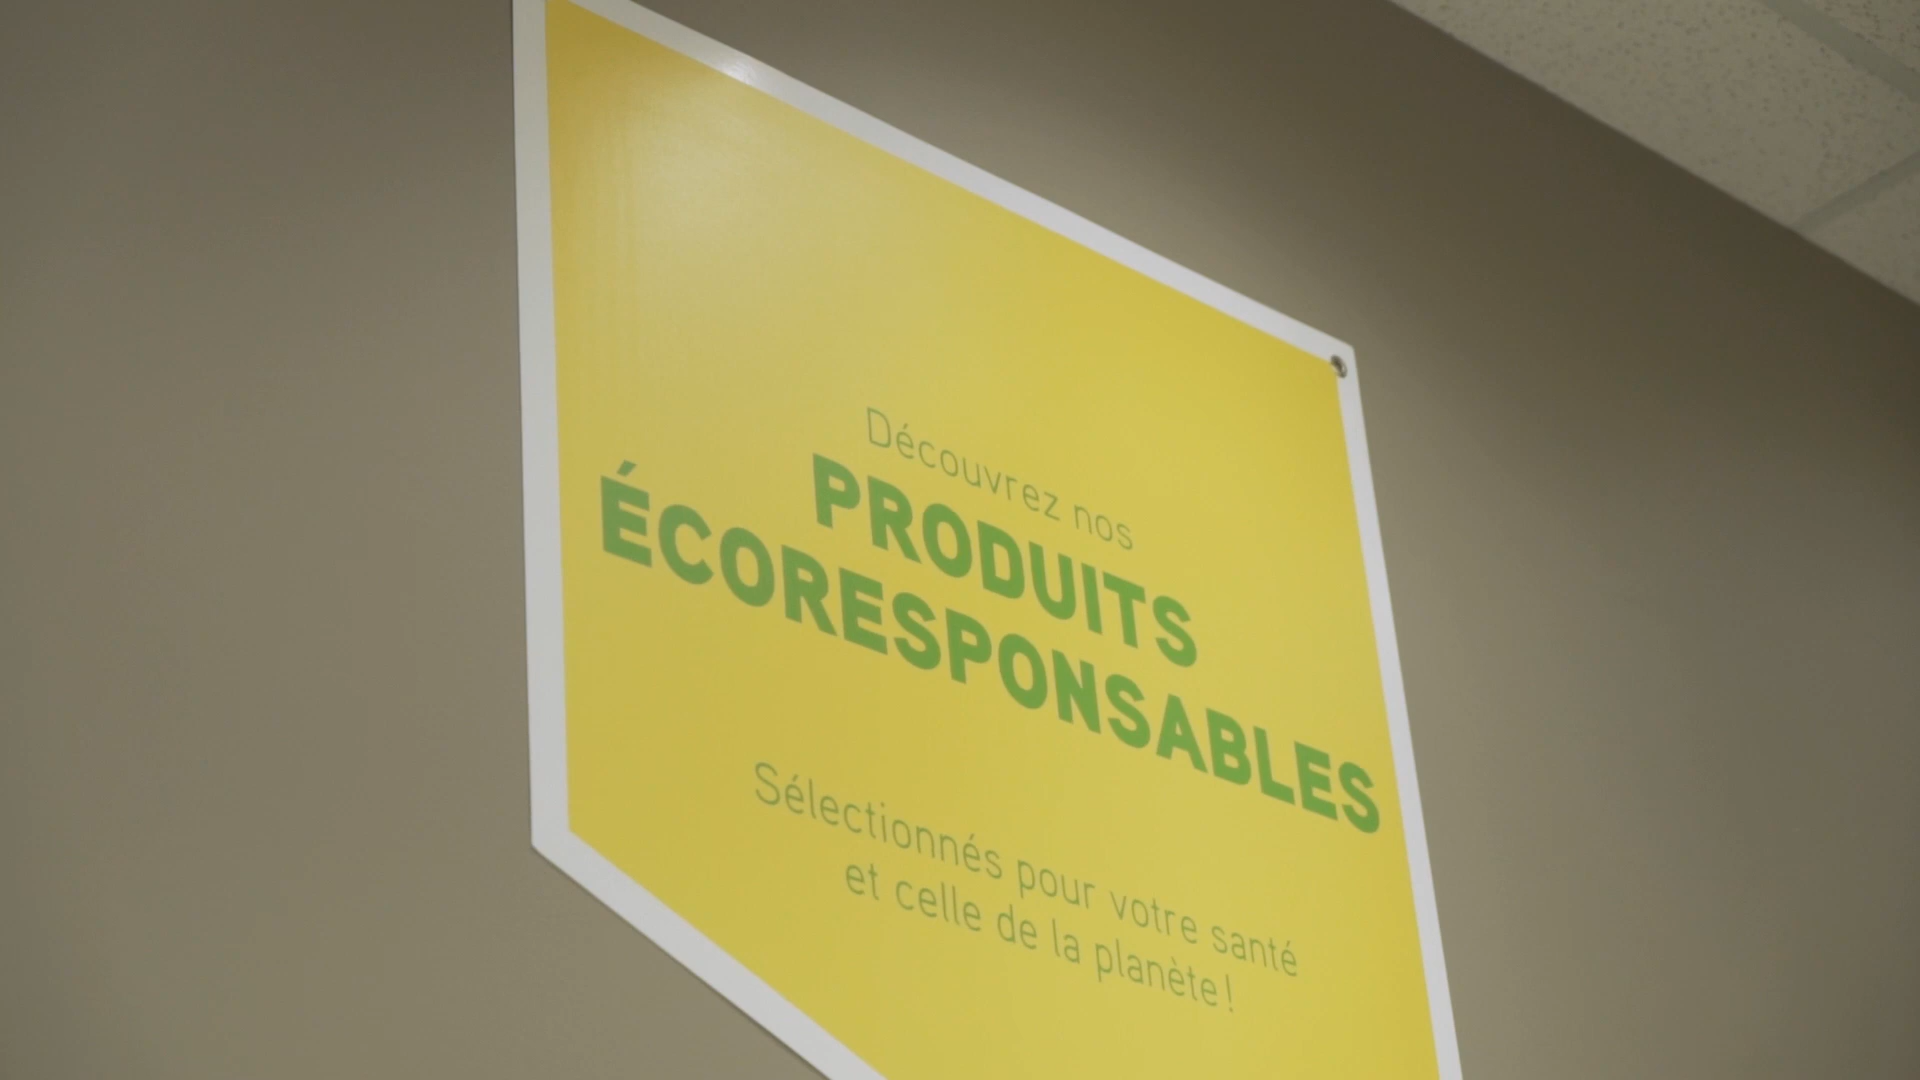 Découvrez nos
PRODUITS
ÉCORESPONSABLES
Sélectionnés pour votre santé
et celle de la planète!